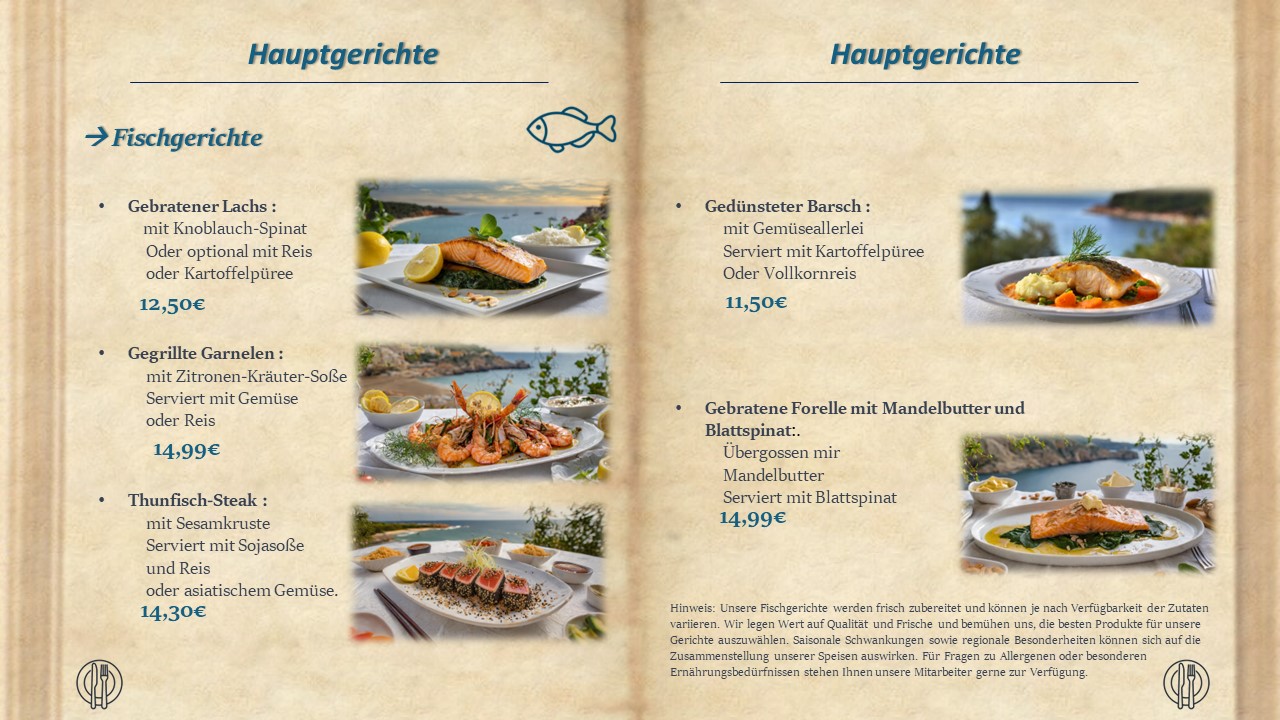 Hauptgerichte
→ Fischgerichte
• Gebratener Lachs :
mit Knoblauch-Spinat
Oder optional mit Reis
oder Kartoffelpüree
12,50€
• Gegrillte Garnelen :
mit Zitronen-Kräuter-Soße
Serviert mit Gemüse
oder Reis
14,99€
• Thunfisch-Steak :
mit Sesamkruste
Serviert mit Sojasoße
und Reis
oder asiatischem Gemüse.
14,30€
Hauptgerichte
• Gedünsteter Barsch :
mit Gemüseallerlei
Serviert mit Kartoffelpüree
Oder Vollkornreis
11,50€
• Gebratene Forelle mit Mandelbutter und
Blattspinat:.
Übergossen mir
Mandelbutter
Serviert mit Blattspinat
14,99€
Hinweis: Unsere Fischgerichte werden frisch zubereitet und können je nach Verfügbarkeit der Zutaten
variieren. Wir legen Wert auf Qualität und Frische und bemühen uns, die besten Produkte für unsere
Gerichte auszuwählen. Saisonale Schwankungen sowie regionale Besonderheiten können sich auf die
Zusammenstellung unserer Speisen auswirken. Für Fragen zu Allergenen oder besonderen
Ernährungsbedürfnissen stehen Ihnen unsere Mitarbeiter gerne zur Verfügung.